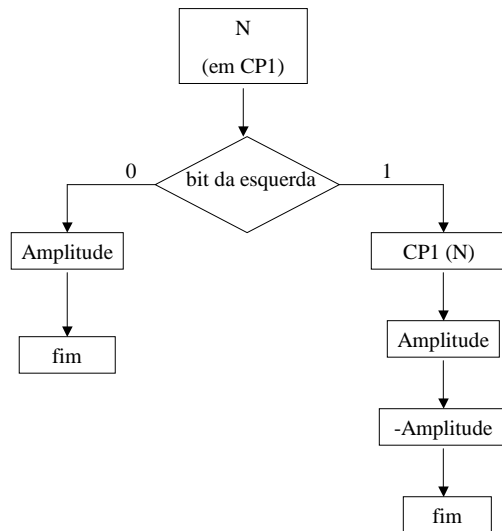 N
(em CP1)
bit da esquerda
0
1
Amplitude
CP1 (N)
fim
Amplitude
-Amplitude
fim